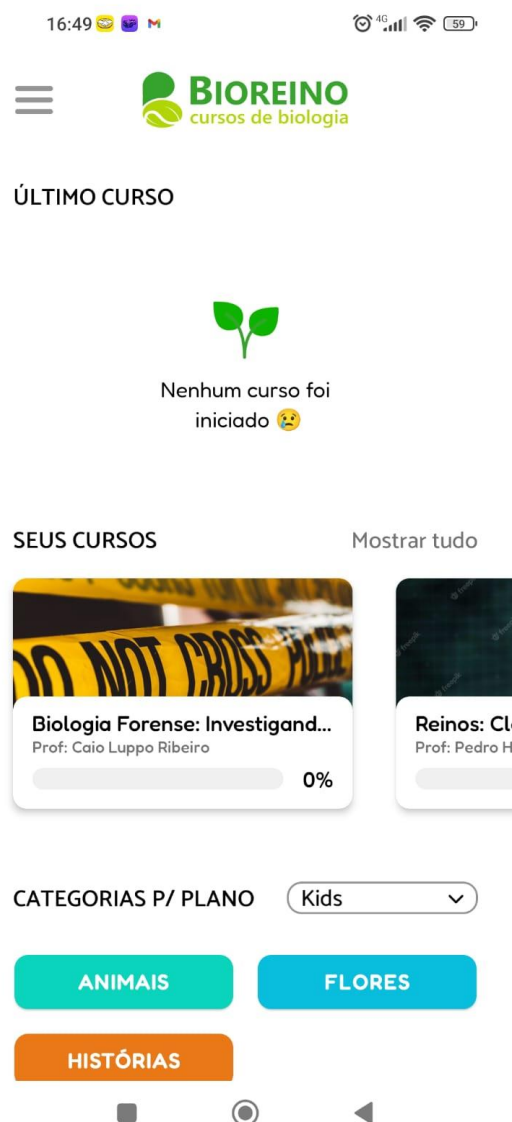 16:49
4G
59
BIOREINO
cursos de biologia
ÚLTIMO CURSO
Nenhum curso foi
iniciado 😢
SEUS CURSOS
Mostrar tudo
DO NOT CROSS POLI
Biologia Forense: Investigand...
Prof: Caio Luppo Ribeiro
0%
Reinos: Cl
Prof: Pedro H
CATEGORIAS P/ PLANO
Kids
ANIMAIS
FLORES
HISTÓRIAS